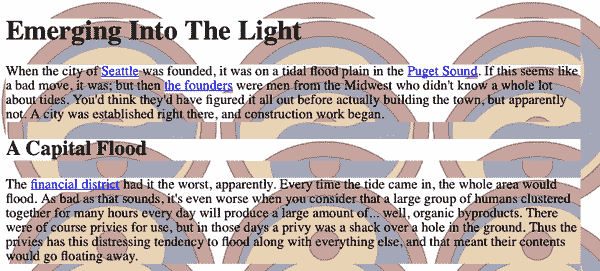 Emerging Into The Light
When the city of Seattle was founded, it was on a tidal flood plain in the Puget Sound. If this seems like
a bad move, it was; but then the founders were men from the Midwest who didn't know a whole lot
about tides. You'd think they'd have figured it all out before actually building the town, but apparently
not. A city was established right there, and construction work began.
A Capital Flood
The financial district had it the worst, apparently. Every time the tide came in, the whole area would
flood. As bad as that sounds, it's even worse when you consider that a large group of humans clustered
together for many hours every day will produce a large amount of... well, organic byproducts. There
were of course privies for use, but in those days a privy was a shack over a hole in the ground. Thus the
privies has this distressing tendency to flood along with everything else, and that meant their contents
would go floating away.